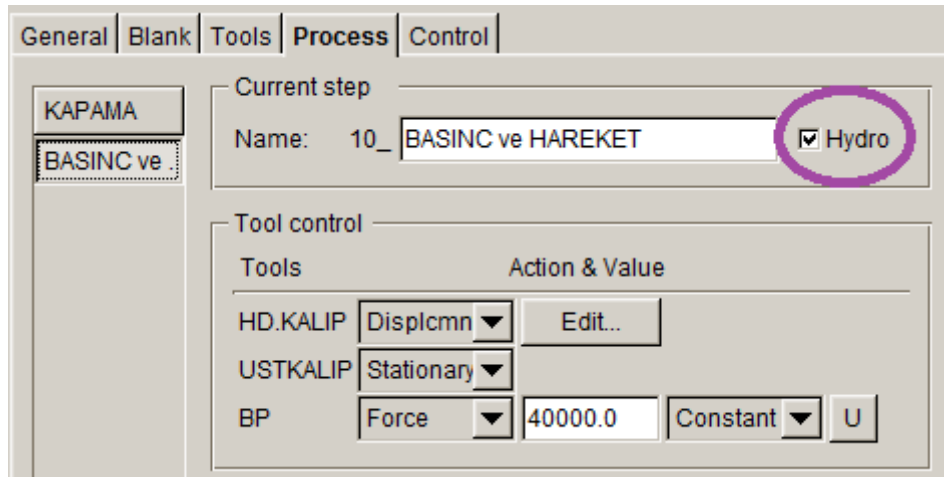 General Blank Tools Process Control
KAPAMA
BASINC ve .
Current step
Name: 10_ BASINC ve HAREKET Hydro
Tool control
Tools Action & Value
HD.KALIP Displcmn Edit...
USTKALIP Stationary
BP Force 40000.0 Constant U